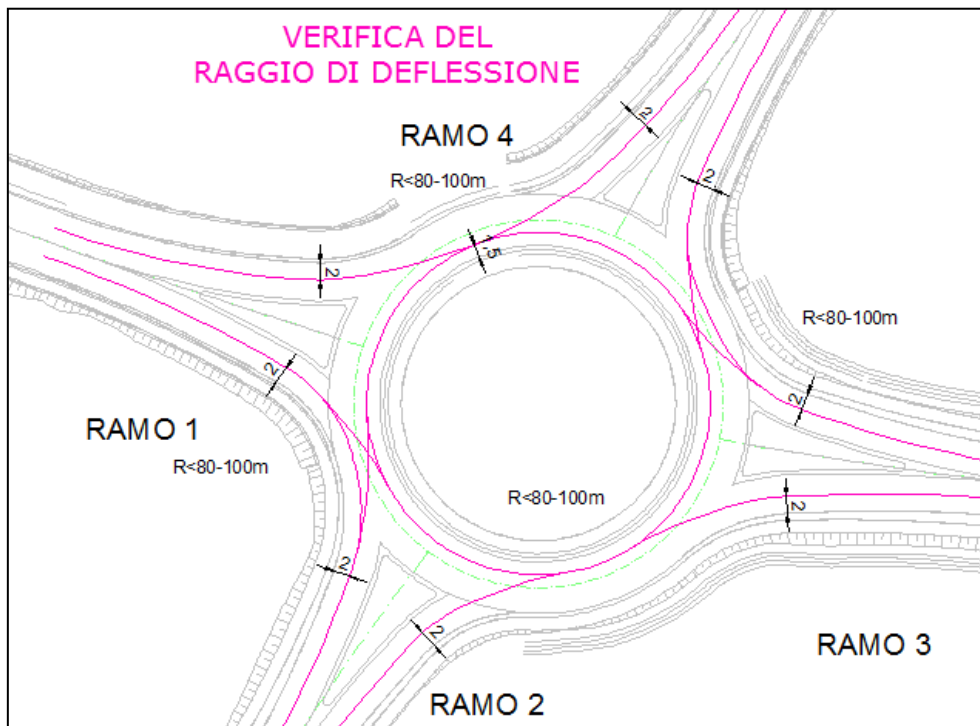 VERIFICA DEL
RAGGIO DI DEFLESSIONE
2
RAMO 4
2
R<80-100m
1,5
2
R<80-100m
2
2
RAMO 1
R<80-100m
R<80-100m
2
2
2
RAMO 3
RAMO 2